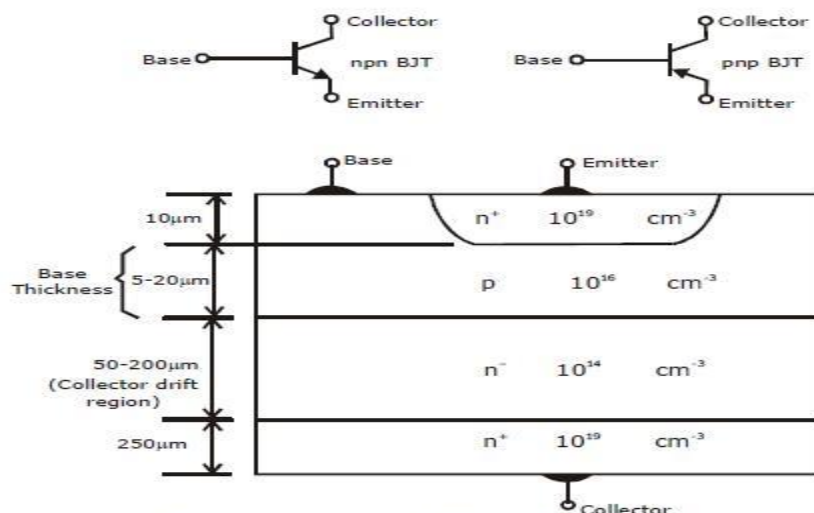 Collector
Base
npn BJT
Emitter
Collector
Base
pnp BJT
Emitter
Base
Emitter
10μm
n⁺ 10¹⁹ cm⁻³
Base
Thickness
5-20μm
p 10¹⁶ cm⁻³
50-200μm
(Collector drift
region)
n⁻ 10¹⁴ cm⁻³
250μm
n⁺ 10¹⁹ cm⁻³
Collector